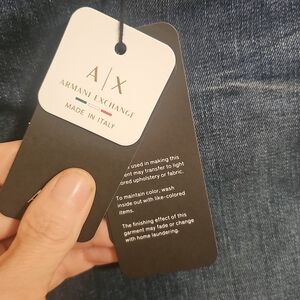 A|X
ARMANI EXCHANGE
MADE IN ITALY
used in making this
may transfer to light
upholstery or fabric.
To maintain color, wash
inside out with like-colored
items.
The finishing effect of this
garment may fade or change
with home laundering.